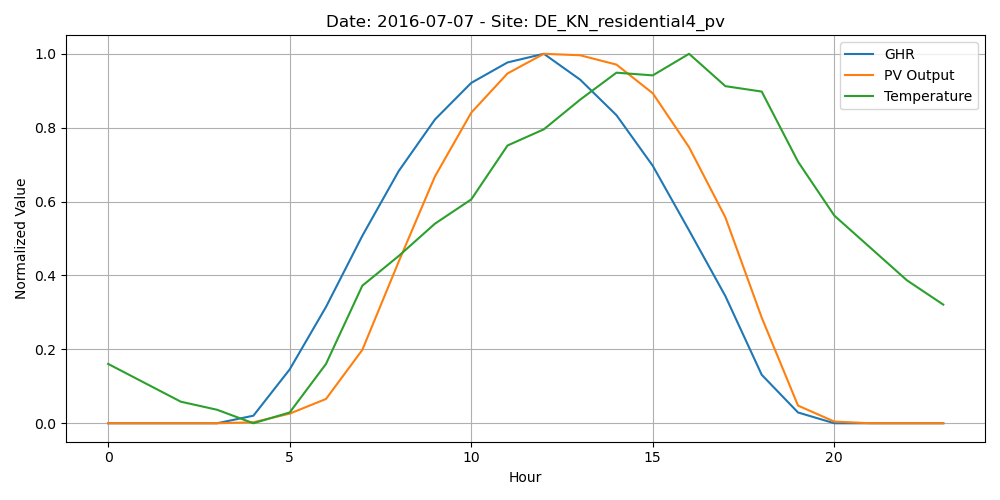 Date: 2016-07-07 - Site: DE_KN_residential4_pv
GHR
PV Output
Temperature
Normalized Value
1.0
0.8
0.6
0.4
0.2
0.0
0 5 10 15 20
Hour